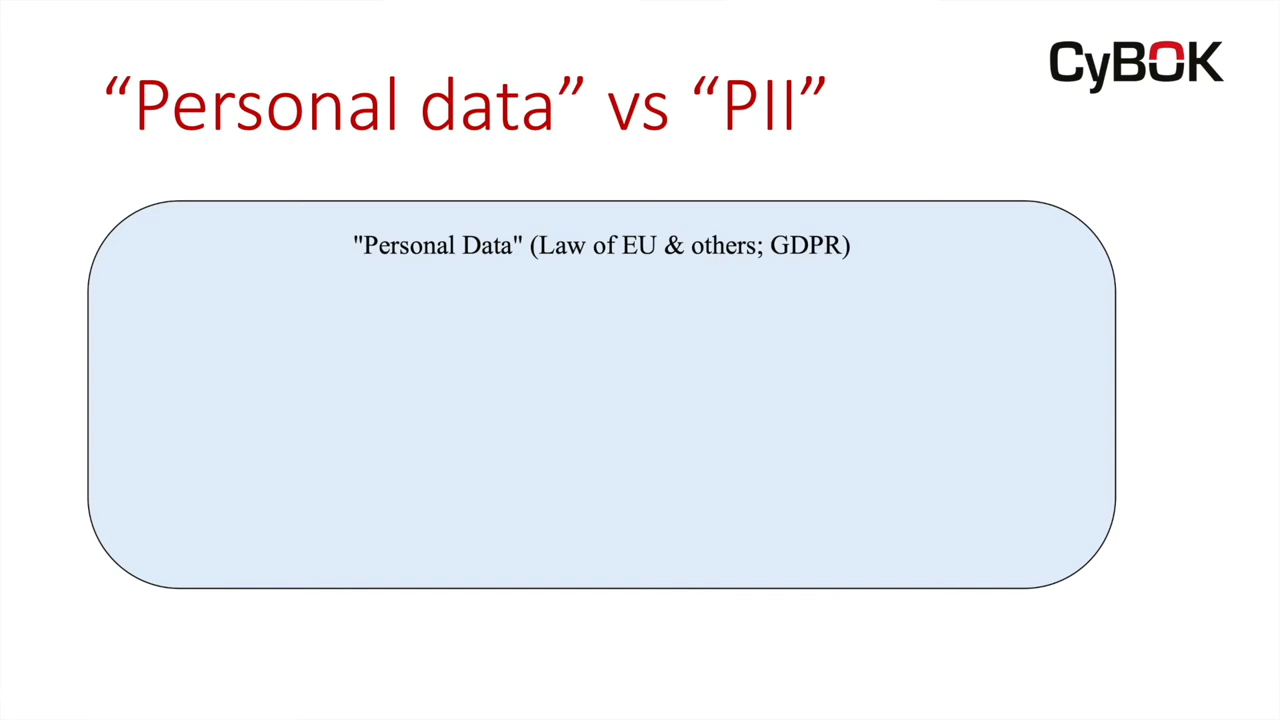 CyBOK
“Personal data” vs “PII”
"Personal Data" (Law of EU & others; GDPR)